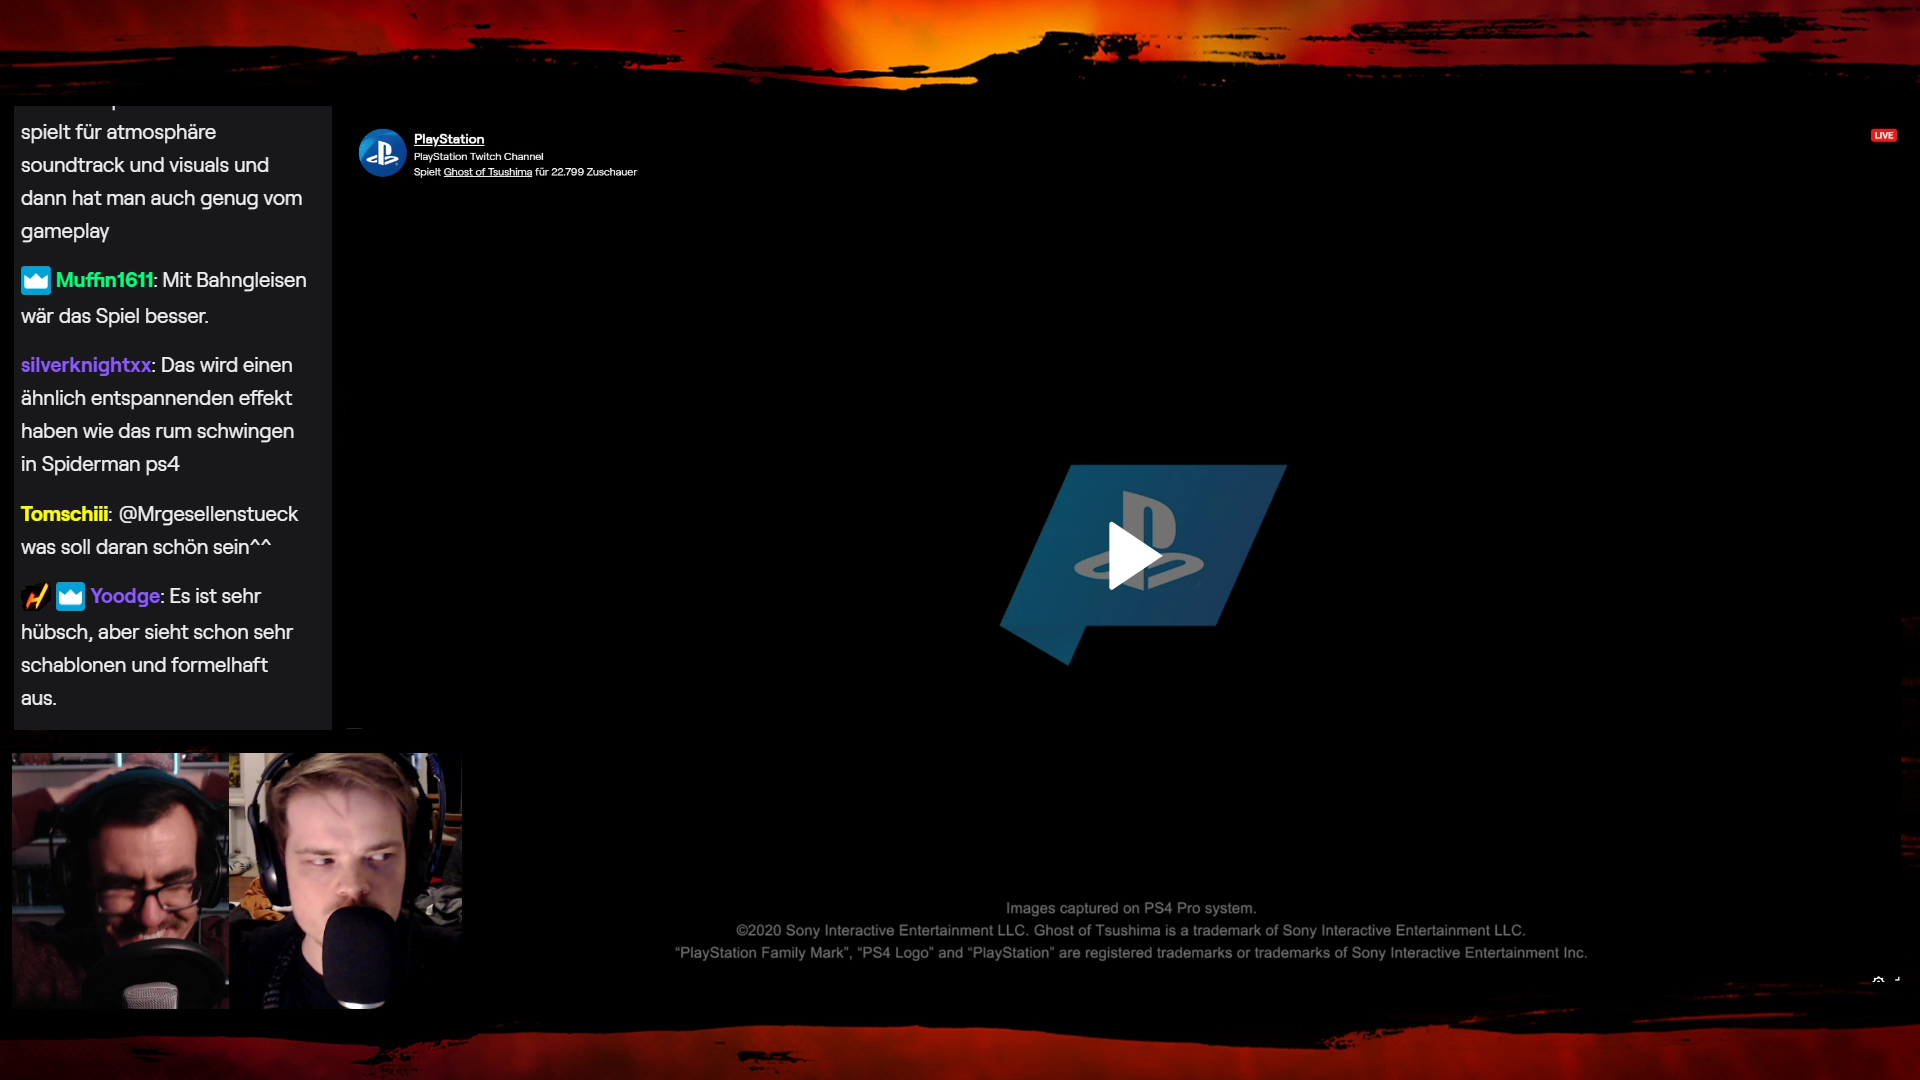 spielt für atmosphäre
soundtrack und visuals und
dann hat man auch genug vom
gameplay
Muffin1611: Mit Bahngleisen
wär das Spiel besser.
silverknightxx: Das wird einen
ähnlich entspannenden effekt
haben wie das rum schwingen
in Spiderman ps4
Tomschiii: @Mrgesellenstueck
was soll daran schön sein^^
Yoodge: Es ist sehr
hübsch, aber sieht schon sehr
schablonen und formelhaft
aus.
PlayStation
PlayStation Twitch Channel
Spielt Ghost of Tsushima für 22.799 Zuschauer
LIVE
Images captured on PS4 Pro system.
©2020 Sony Interactive Entertainment LLC. Ghost of Tsushima is a trademark of Sony Interactive Entertainment LLC.
“PlayStation Family Mark”, “PS4 Logo” and “PlayStation” are registered trademarks or trademarks of Sony Interactive Entertainment Inc.